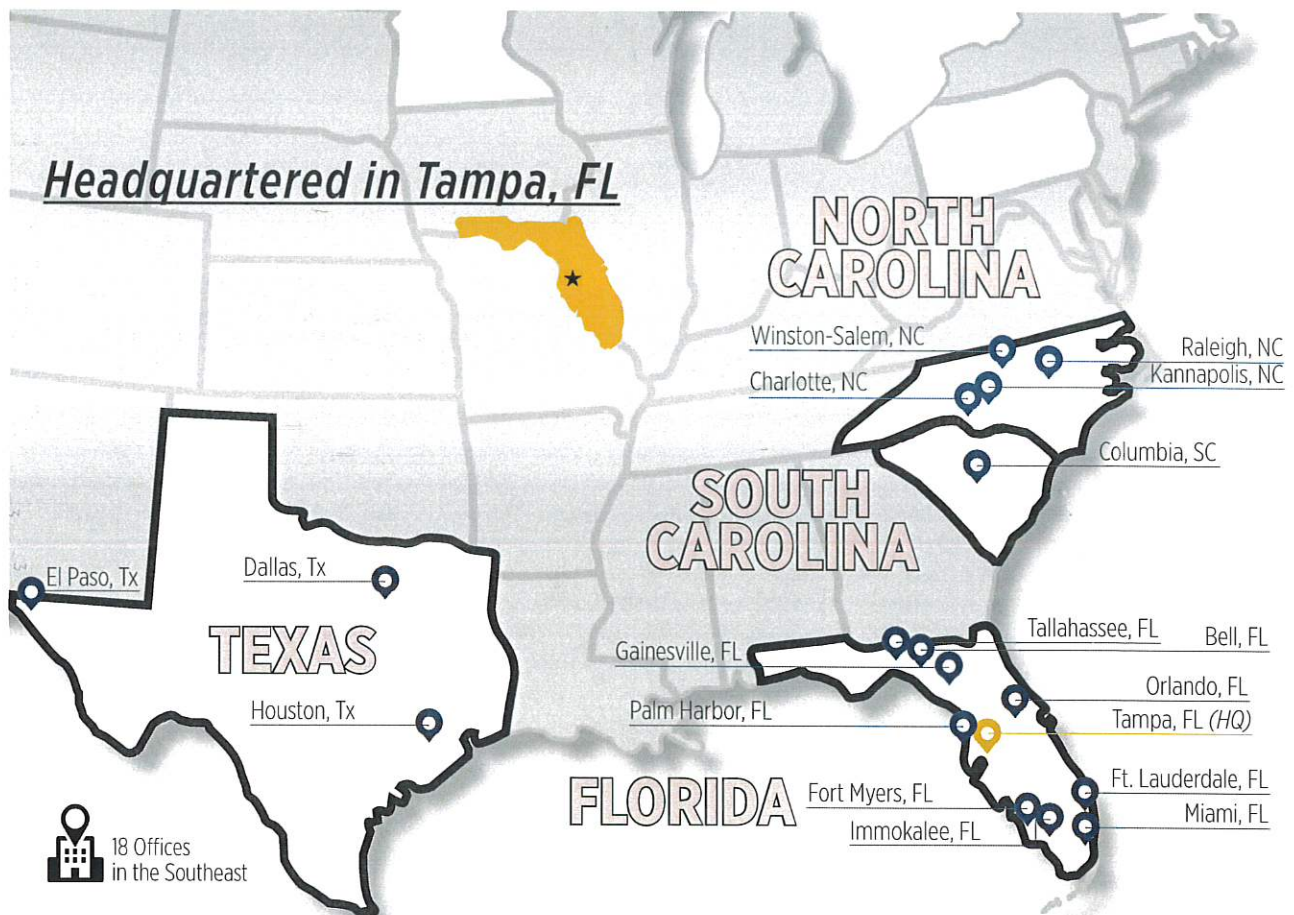 Headquartered in Tampa, FL
NORTH
CAROLINA
Winston-Salem, NC
Raleigh, NC
Charlotte, NC
Kannapolis, NC
Columbia, SC
SOUTH
CAROLINA
El Paso, Tx
Dallas, Tx
TEXAS
Houston, Tx
Tallahassee, FL
Bell, FL
Gainesville, FL
Orlando, FL
Palm Harbor, FL
Tampa, FL (HQ)
FLORIDA
Fort Myers, FL
Ft. Lauderdale, FL
Immokalee, FL
Miami, FL
18 Offices
in the Southeast